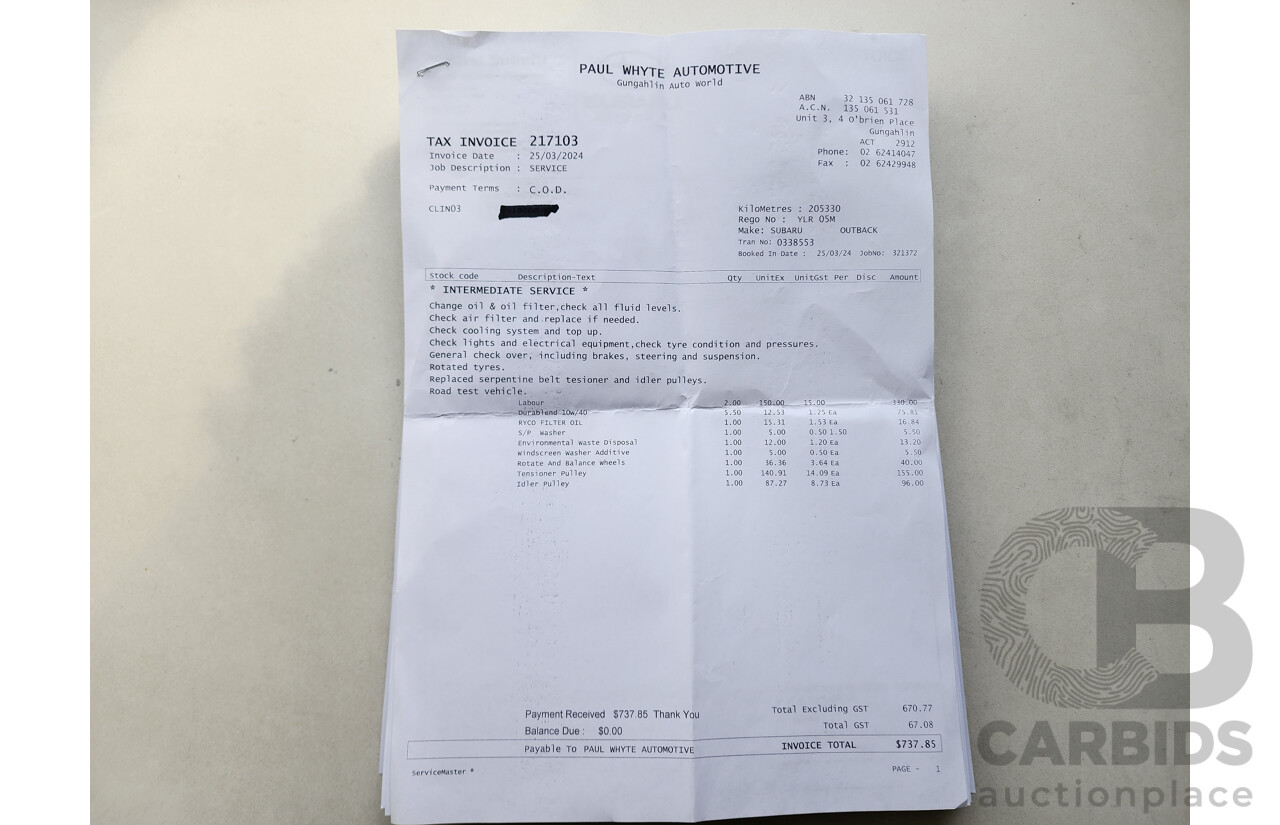 PAUL WHYTE AUTOMOTIVE
Gungahlin Auto World
ABN 32 135 061 728
A.C.N. 135 061 531
Unit 3, 4 O'brien Place
Gungahlin
ACT 2912
Phone: 02 62414047
Fax : 02 62429948
TAX INVOICE 217103
Invoice Date : 25/03/2024
Job Description : SERVICE
Payment Terms : C.O.D.
CLIN03
KiloMetres : 205330
Rego No : YLR 05M
Make: SUBARU OUTBACK
Tran No: 0338553
Booked In Date : 25/03/24 JobNo: 321372
Stock code Description-Text Qty UnitEx UnitGst Per Disc Amount
* INTERMEDIATE SERVICE *
Change oil & oil filter,check all fluid levels.
Check air filter and replace if needed.
Check cooling system and top up.
Check lights and electrical equipment,check tyre condition and pressures.
General check over, including brakes, steering and suspension.
Rotated tyres.
Replaced serpentine belt tesioner and idler pulleys.
Road test vehicle.
Labour 2.00 150.00 15.00 330.00
Durablend 10w/40 5.50 12.53 1.25 Ea 75.81
RYCO FILTER OIL 1.00 15.31 1.53 Ea 16.84
S/P Washer 1.00 5.00 0.50 1.50 5.50
Environmental Waste Disposal 1.00 12.00 1.20 Ea 13.20
Windscreen Washer Additive 1.00 5.00 0.50 Ea 5.50
Rotate And Balance Wheels 1.00 36.36 3.64 Ea 40.00
Tensioner Pulley 1.00 140.91 14.09 Ea 155.00
Idler Pulley 1.00 87.27 8.73 Ea 96.00
Payment Received $737.85 Thank You
Balance Due : $0.00
Total Excluding GST 670.77
Total GST 67.08
Payable To PAUL WHYTE AUTOMOTIVE INVOICE TOTAL $737.85
ServiceMaster * PAGE - 1
CB
CARBIDS
auctionplace